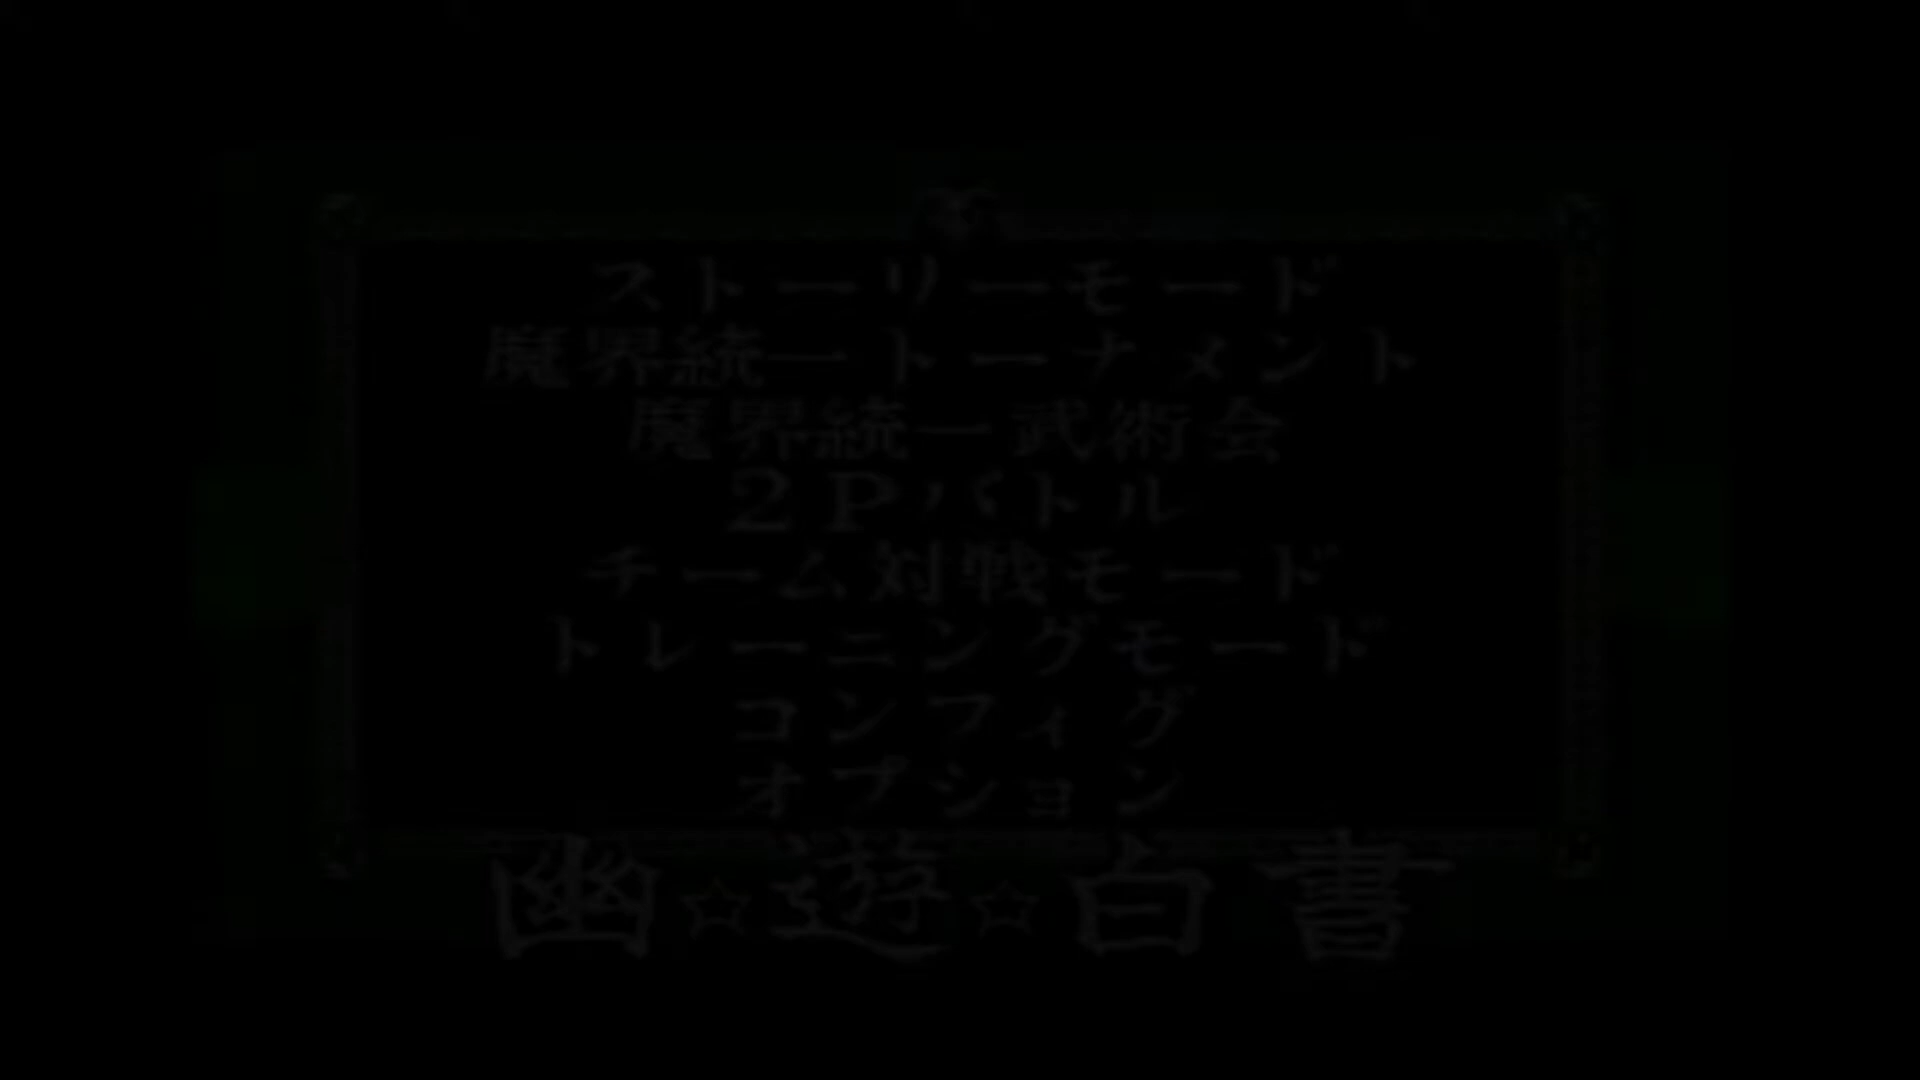 ストーリーモード
魔界統一トーナメント
魔界統一武術会
2Pバトル
チーム対戦モード
トレーニングモード
コンフィグ
オプション
幽☆遊☆白書